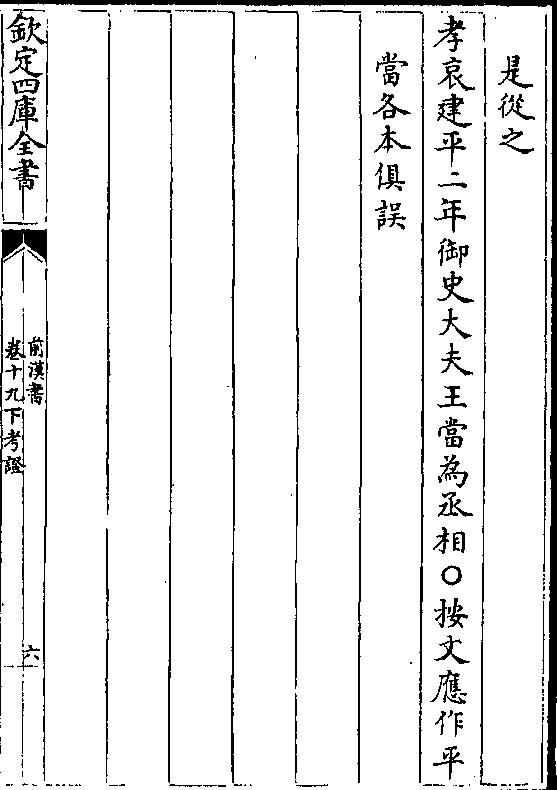 是從之
孝哀建平二年御史大夫王當為丞相○按文應作平
當各本俱誤
欽定四庫全書
前漢書
卷十九下考證
六